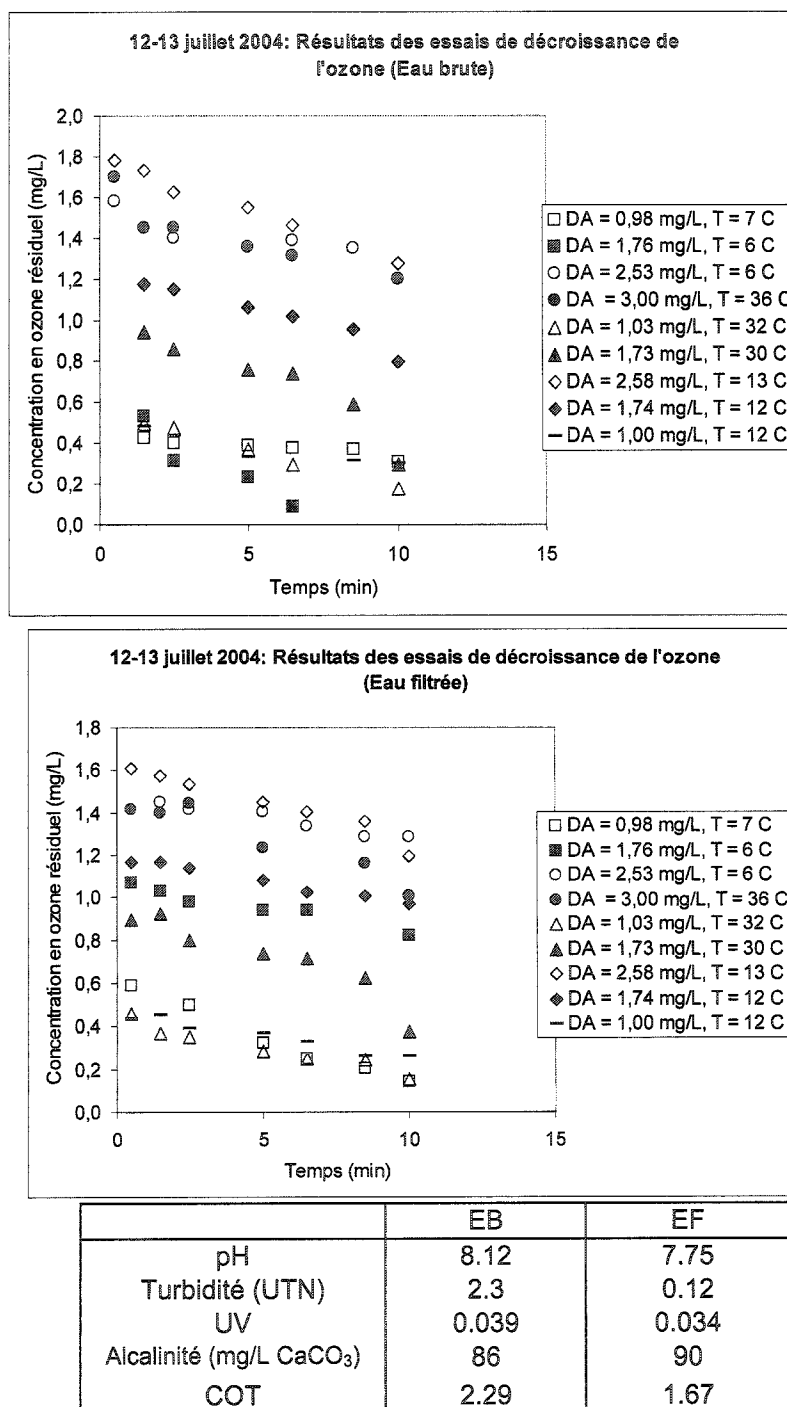 12-13 juillet 2004: Résultats des essais de décroissance de
l'ozone (Eau brute)
Concentration en ozone résiduel (mg/L)
2,0
1,8
1,6
1,4
1,2
1,0
0,8
0,6
0,4
0,2
0,0
0
5
10
15
Temps (min)
DA = 0,98 mg/L, T = 7 C
DA = 1,76 mg/L, T = 6 C
DA = 2,53 mg/L, T = 6 C
DA = 3,00 mg/L, T = 36 C
DA = 1,03 mg/L, T = 32 C
DA = 1,73 mg/L, T = 30 C
DA = 2,58 mg/L, T = 13 C
DA = 1,74 mg/L, T = 12 C
DA = 1,00 mg/L, T = 12 C
12-13 juillet 2004: Résultats des essais de décroissance de l'ozone
(Eau filtrée)
Concentration en ozone résiduel (mg/L)
1,8
1,6
1,4
1,2
1,0
0,8
0,6
0,4
0,2
0,0
0
5
10
15
Temps (min)
DA = 0,98 mg/L, T = 7 C
DA = 1,76 mg/L, T = 6 C
DA = 2,53 mg/L, T = 6 C
DA = 3,00 mg/L, T = 36 C
DA = 1,03 mg/L, T = 32 C
DA = 1,73 mg/L, T = 30 C
DA = 2,58 mg/L, T = 13 C
DA = 1,74 mg/L, T = 12 C
DA = 1,00 mg/L, T = 12 C
EB EF
pH 8.12 7.75
Turbidité (UTN) 2.3 0.12
UV 0.039 0.034
Alcalinité (mg/L CaCO₃) 86 90
COT 2.29 1.67